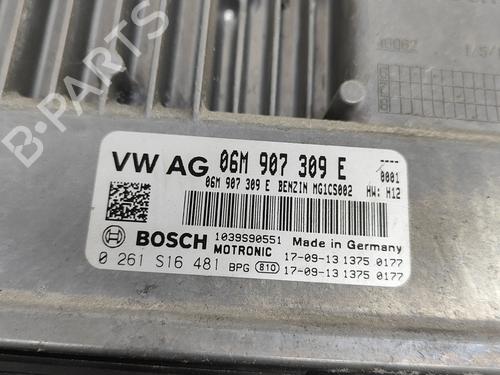 B-PARTS
VW AG 06M 907 309 E
0001
06M 907 309 E BENZIN MG1CS002 HW: H12
BOSCH 1039S90551 Made in Germany
MOTRONIC 17-09-13 1375 0177
0 261 S16 481 BPG 810 17-09-13 1375 0177